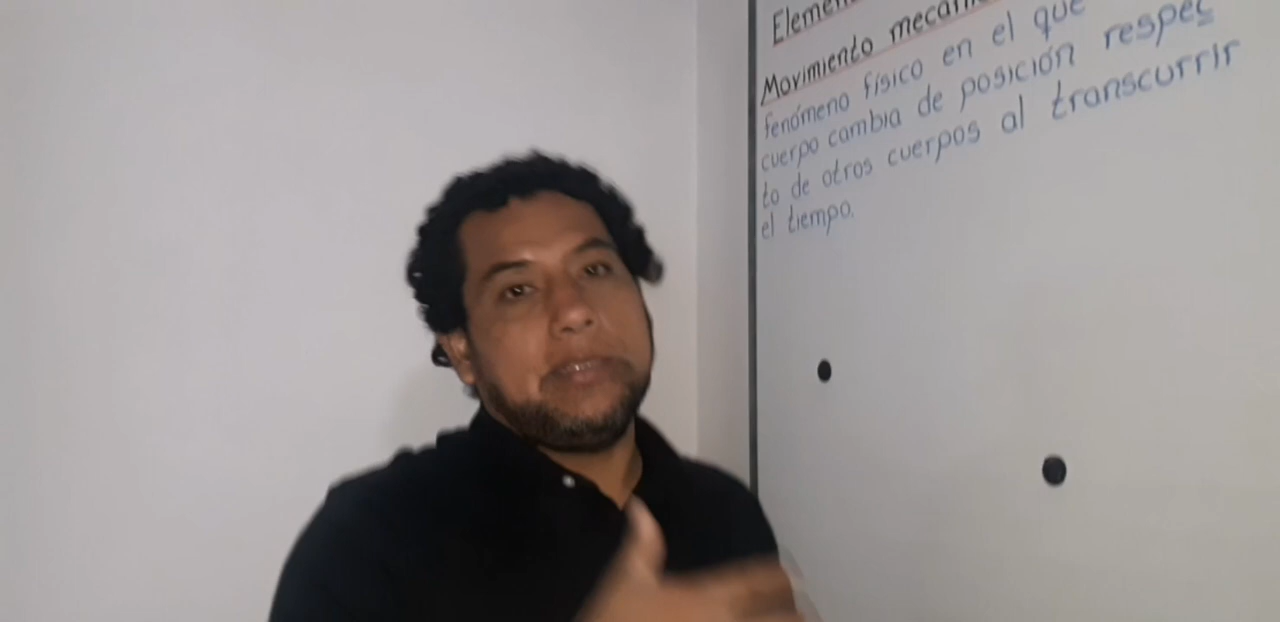 Movimiento
fenómeno físico en el que
cuerpo cambia de posición respec
to de otros cuerpos al transcurrir
el tiempo.